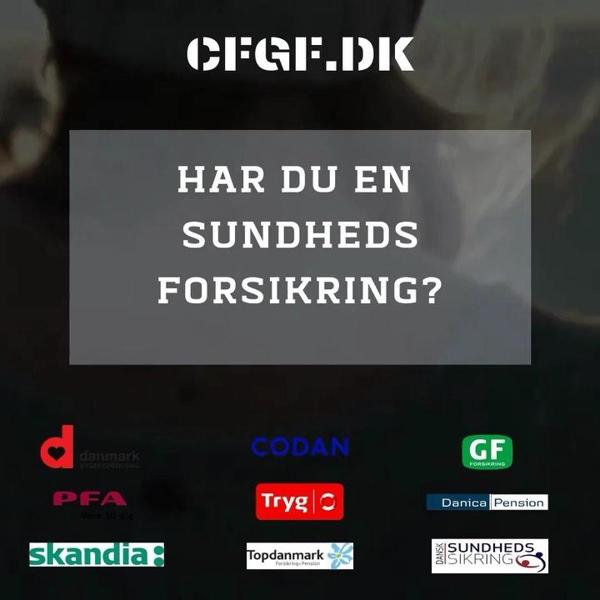 CFGF.DK
HAR DU EN
SUNDHEDS
FORSIKRING?
danmark
CODAN
GF
FORSIKRING
PFA
Tryg
Danica Pension
skandia:
Topdanmark
Forsikring • Pension
DANSK
SUNDHEDS
SIKRING